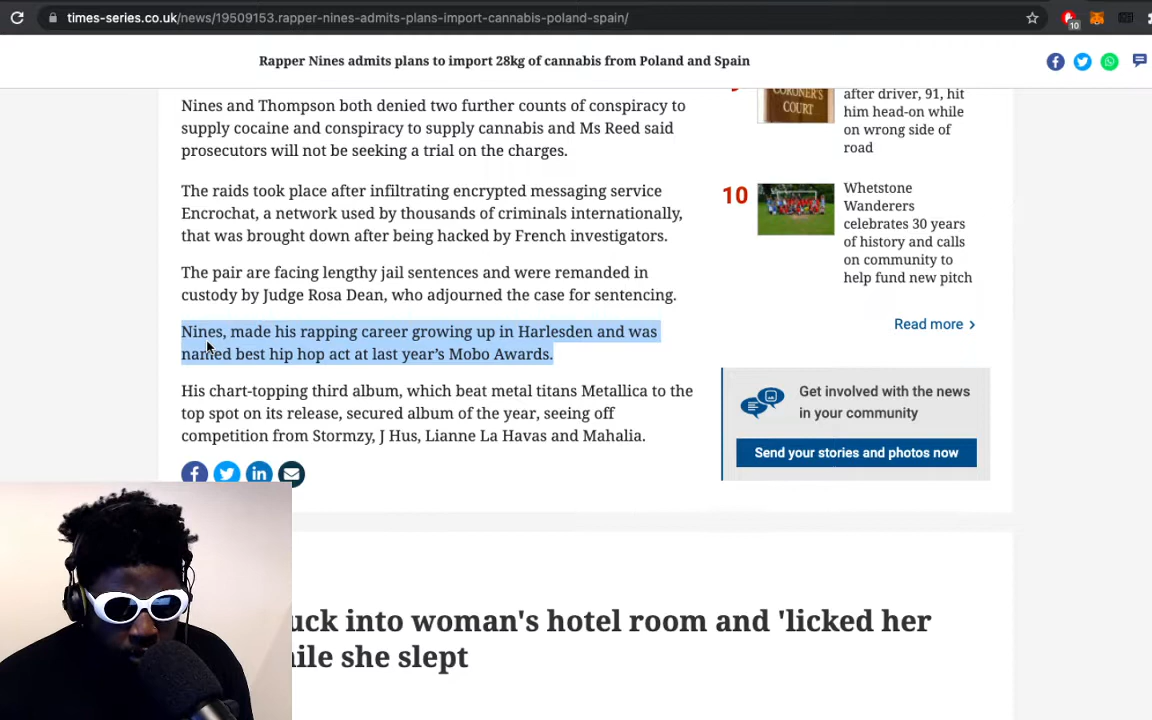 times-series.co.uk/news/19509153.rapper-nines-admits-plans-import-cannabis-poland-spain/
10
Rapper Nines admits plans to import 28kg of cannabis from Poland and Spain
Nines and Thompson both denied two further counts of conspiracy to
supply cocaine and conspiracy to supply cannabis and Ms Reed said
prosecutors will not be seeking a trial on the charges.
The raids took place after infiltrating encrypted messaging service
Encrochat, a network used by thousands of criminals internationally,
that was brought down after being hacked by French investigators.
The pair are facing lengthy jail sentences and were remanded in
custody by Judge Rosa Dean, who adjourned the case for sentencing.
Nines, made his rapping career growing up in Harlesden and was
named best hip hop act at last year’s Mobo Awards.
His chart-topping third album, which beat metal titans Metallica to the
top spot on its release, secured album of the year, seeing off
competition from Stormzy, J Hus, Lianne La Havas and Mahalia.
CORONER'S
COURT
after driver, 91, hit
him head-on while
on wrong side of
road
10
Whetstone
Wanderers
celebrates 30 years
of history and calls
on community to
help fund new pitch
Read more
Get involved with the news
in your community
Send your stories and photos now
uck into woman's hotel room and 'licked her
ile she slept